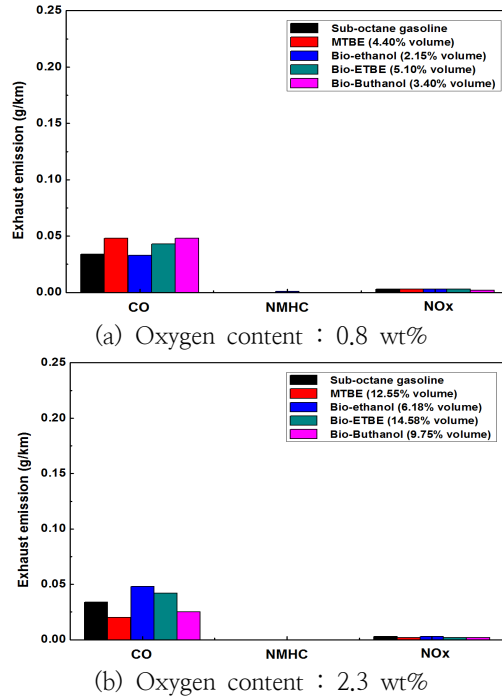 0.25
Sub-octane gasoline
MTBE (4.40% volume)
Bio-ethanol (2.15% volume)
Bio-ETBE (5.10% volume)
Bio-Buthanol (3.40% volume)
0.20
0.15
0.10
0.05
0.00
Exhaust emission (g/km)
CO NMHC NOx
(a) Oxygen content : 0.8 wt%
0.25
Sub-octane gasoline
MTBE (12.55% volume)
Bio-ethanol (6.18% volume)
Bio-ETBE (14.58% volume)
Bio-Buthanol (9.75% volume)
0.20
0.15
0.10
0.05
0.00
Exhaust emission (g/km)
CO NMHC NOx
(b) Oxygen content : 2.3 wt%